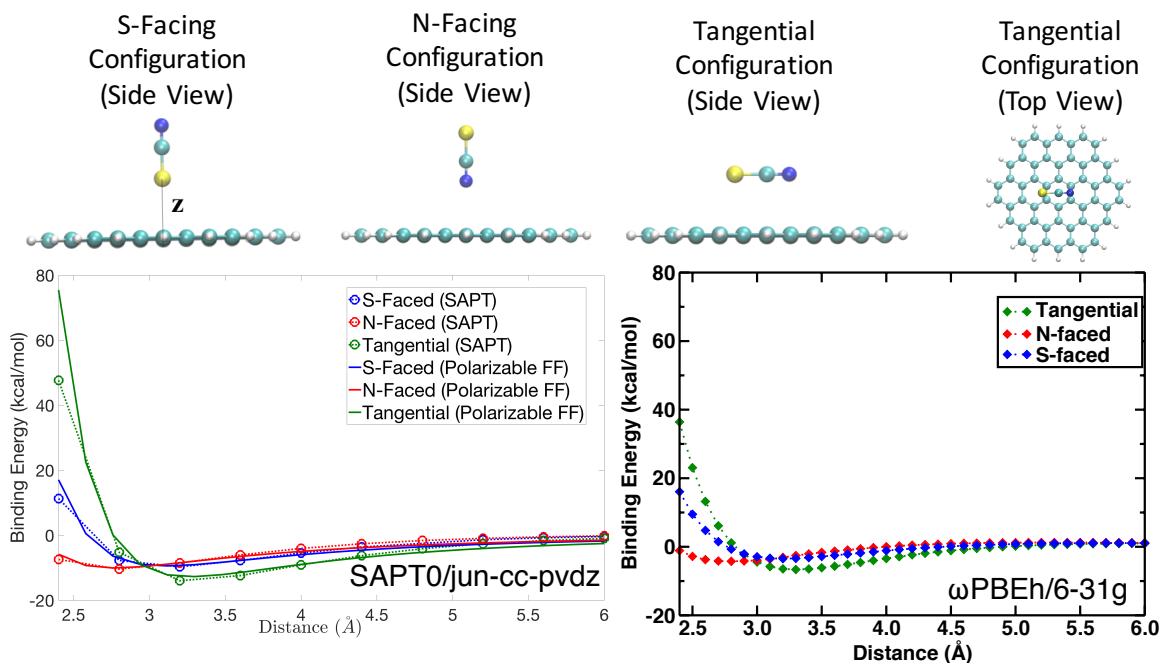 S-Facing
Configuration
(Side View)
N-Facing
Configuration
(Side View)
Tangential
Configuration
(Side View)
Tangential
Configuration
(Top View)
z
80
60
40
20
0
-20
Binding Energy (kcal/mol)
S-Faced (SAPT)
N-Faced (SAPT)
Tangential (SAPT)
S-Faced (Polarizable FF)
N-Faced (Polarizable FF)
Tangential (Polarizable FF)
SAPT0/jun-cc-pvdz
2.5 3 3.5 4 4.5 5 5.5 6
Distance (Å)
80
60
40
20
0
-20
Binding Energy (kcal/mol)
Tangential
N-faced
S-faced
ωPBEh/6-31g
2.5 3.0 3.5 4.0 4.5 5.0 5.5 6.0
Distance (Å)